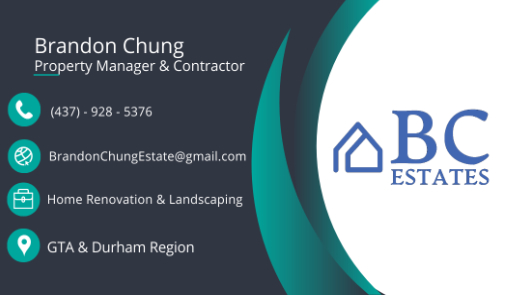 Brandon Chung
Property Manager & Contractor
(437) - 928 - 5376
BrandonChungEstate@gmail.com
Home Renovation & Landscaping
GTA & Durham Region
BC
ESTATES